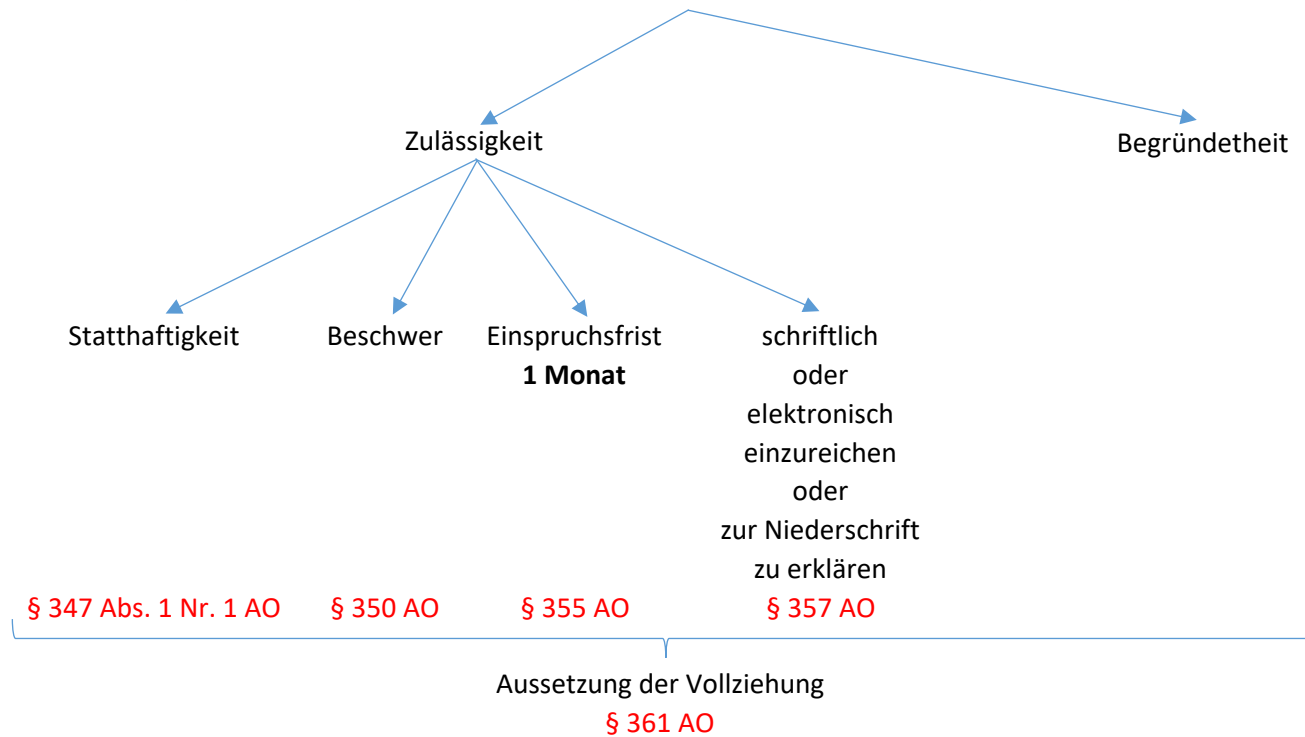 Zulässigkeit
Begründetheit
Statthaftigkeit
Beschwer
Einspruchsfrist
1 Monat
schriftlich
oder
elektronisch
einzureichen
oder
zur Niederschrift
zu erklären
§ 347 Abs. 1 Nr. 1 AO
§ 350 AO
§ 355 AO
§ 357 AO
Aussetzung der Vollziehung
§ 361 AO